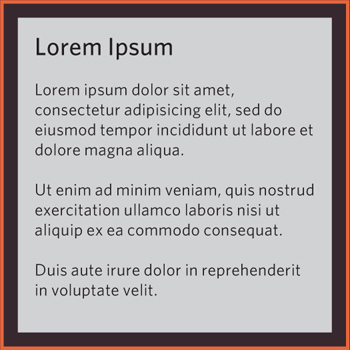 Lorem Ipsum
Lorem ipsum dolor sit amet,
consectetur adipisicing elit, sed do
eiusmod tempor incididunt ut labore et
dolore magna aliqua.
Ut enim ad minim veniam, quis nostrud
exercitation ullamco laboris nisi ut
aliquip ex ea commodo consequat.
Duis aute irure dolor in reprehenderit
in voluptate velit.